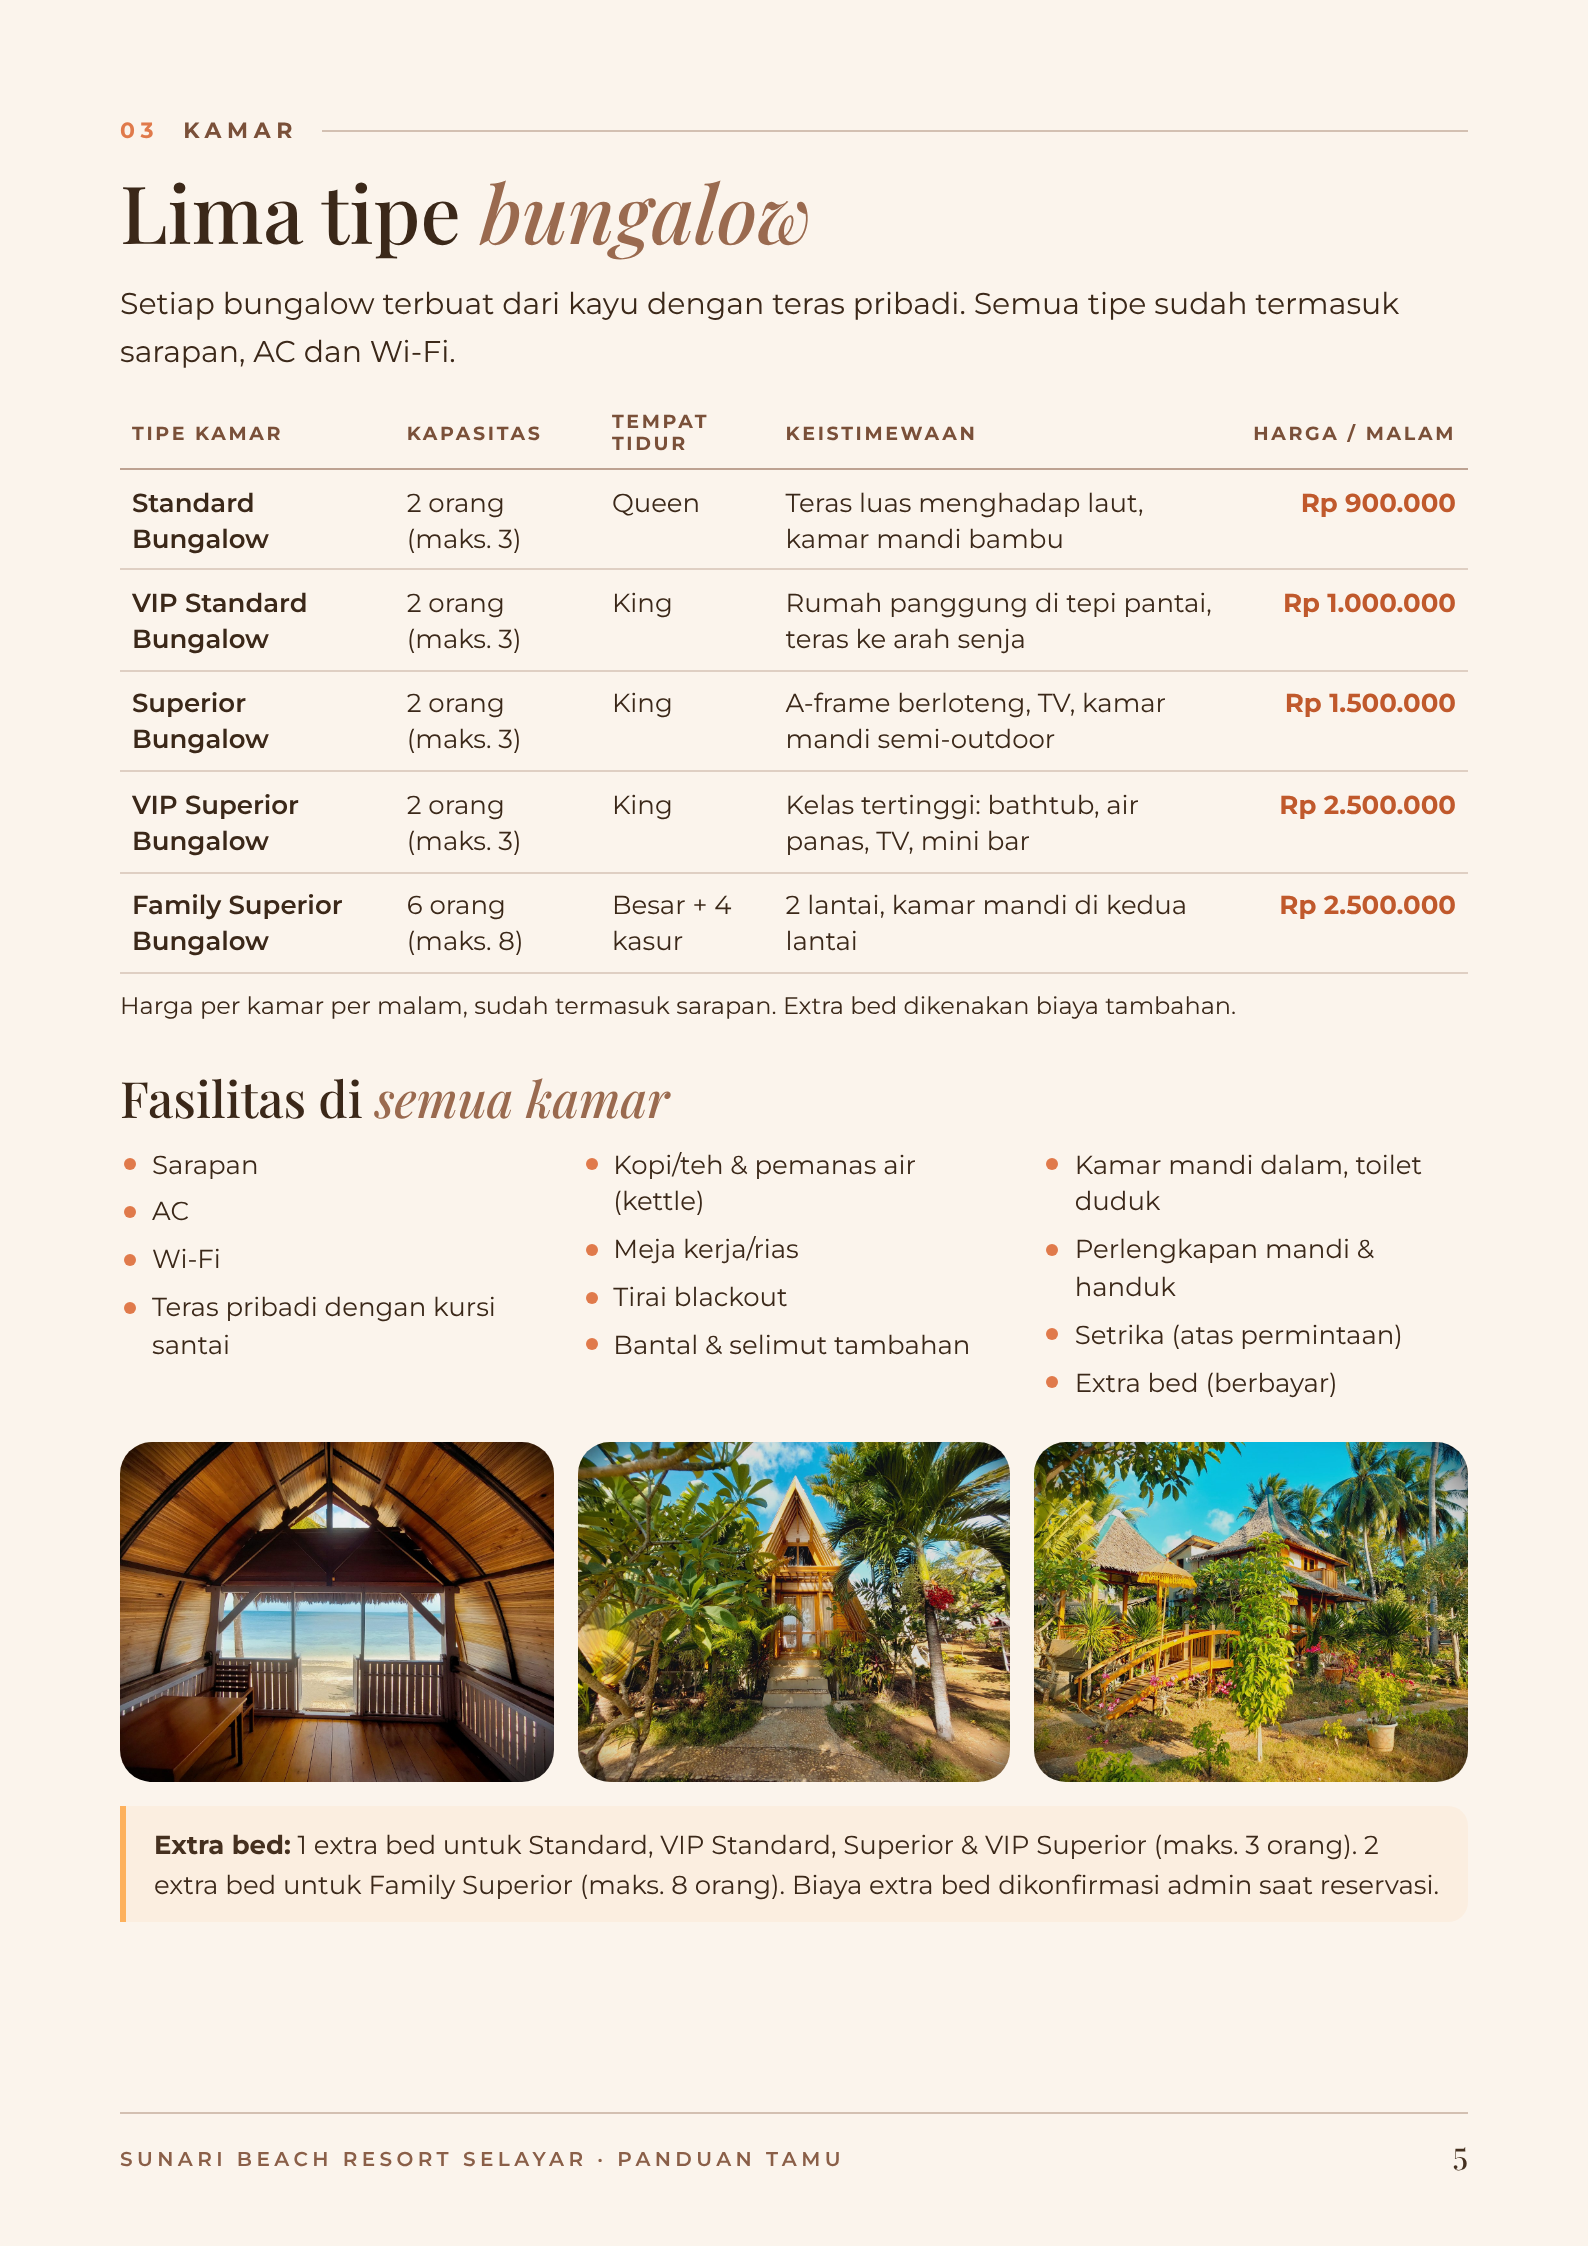 03 KAMAR
Lima tipe bungalow
Setiap bungalow terbuat dari kayu dengan teras pribadi. Semua tipe sudah termasuk
sarapan, AC dan Wi-Fi.
TIPE KAMAR KAPASITAS TEMPAT TIDUR KEISTIMEWAAN HARGA / MALAM
Standard Bungalow 2 orang (maks. 3) Queen Teras luas menghadap laut, kamar mandi bambu Rp 900.000
VIP Standard Bungalow 2 orang (maks. 3) King Rumah panggung di tepi pantai, teras ke arah senja Rp 1.000.000
Superior Bungalow 2 orang (maks. 3) King A-frame berloteng, TV, kamar mandi semi-outdoor Rp 1.500.000
VIP Superior Bungalow 2 orang (maks. 3) King Kelas tertinggi: bathtub, air panas, TV, mini bar Rp 2.500.000
Family Superior Bungalow 6 orang (maks. 8) Besar + 4 kasur 2 lantai, kamar mandi di kedua lantai Rp 2.500.000
Harga per kamar per malam, sudah termasuk sarapan. Extra bed dikenakan biaya tambahan.
Fasilitas di semua kamar
Sarapan
AC
Wi-Fi
Teras pribadi dengan kursi
santai
Kopi/teh & pemanas air
(kettle)
Meja kerja/rias
Tirai blackout
Bantal & selimut tambahan
Kamar mandi dalam, toilet
duduk
Perlengkapan mandi &
handuk
Setrika (atas permintaan)
Extra bed (berbayar)
Extra bed: 1 extra bed untuk Standard, VIP Standard, Superior & VIP Superior (maks. 3 orang). 2
extra bed untuk Family Superior (maks. 8 orang). Biaya extra bed dikonfirmasi admin saat reservasi.
SUNARI BEACH RESORT SELAYAR · PANDUAN TAMU 5